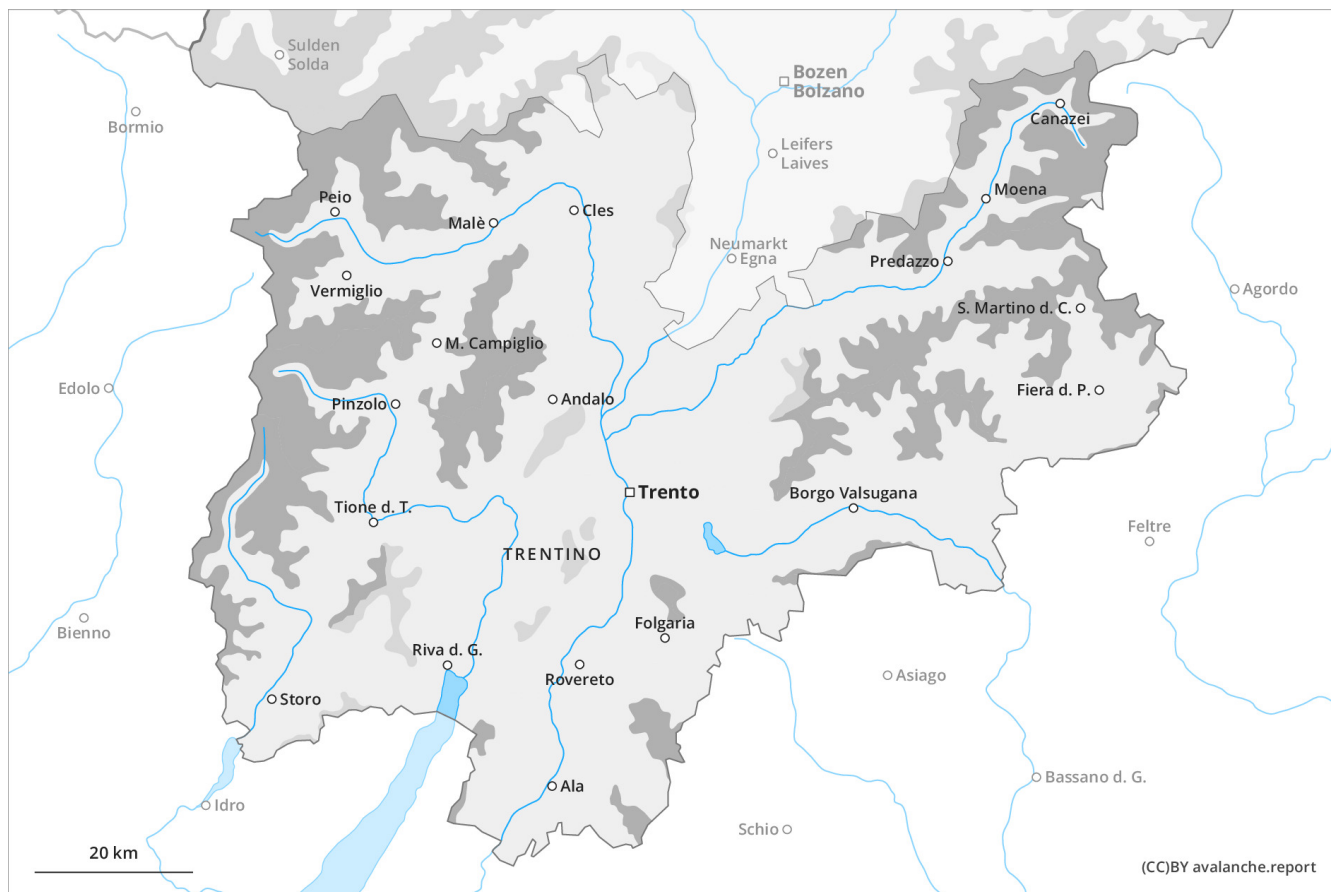 Sulden
Solda
Bozen
Bolzano
Bormio
Canazei
Leifers
Laives
Peio
Moena
Malè
Cles
Neumarkt
Egna
Predazzo
Vermiglio
Agordo
S. Martino d. C.
M. Campiglio
Edolo
Fiera d. P.
Pinzolo
Andalo
Trento
Borgo Valsugana
Tione d. T.
Feltre
TRENTINO
Bienno
Folgaria
Riva d. G.
Rovereto
Asiago
Storo
Bassano d. G.
Ala
Idro
Schio
20 km
(CC)BY avalanche.report